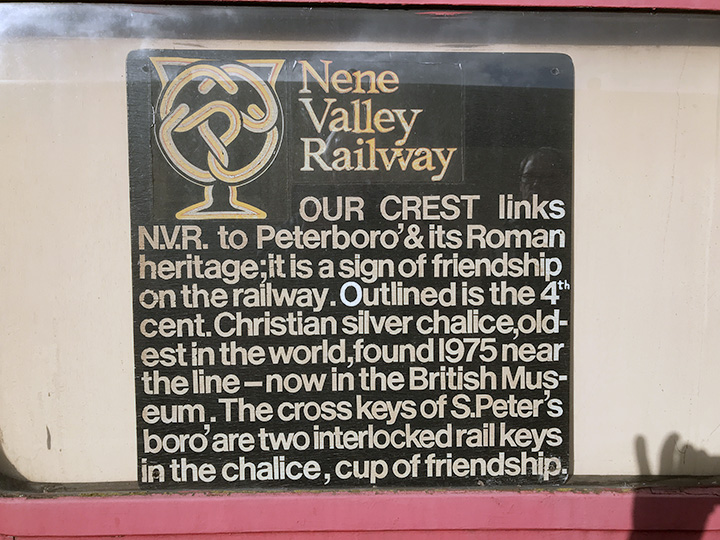 Nene
Valley
Railway
OUR CREST links
N.V.R. to Peterboro' & its Roman
heritage; it is a sign of friendship
on the railway. Outlined is the 4th
cent. Christian silver chalice, old-
est in the world, found 1975 near
the line – now in the British Mus-
eum. The cross keys of S. Peter's
boro' are two interlocked rail keys
in the chalice, cup of friendship.